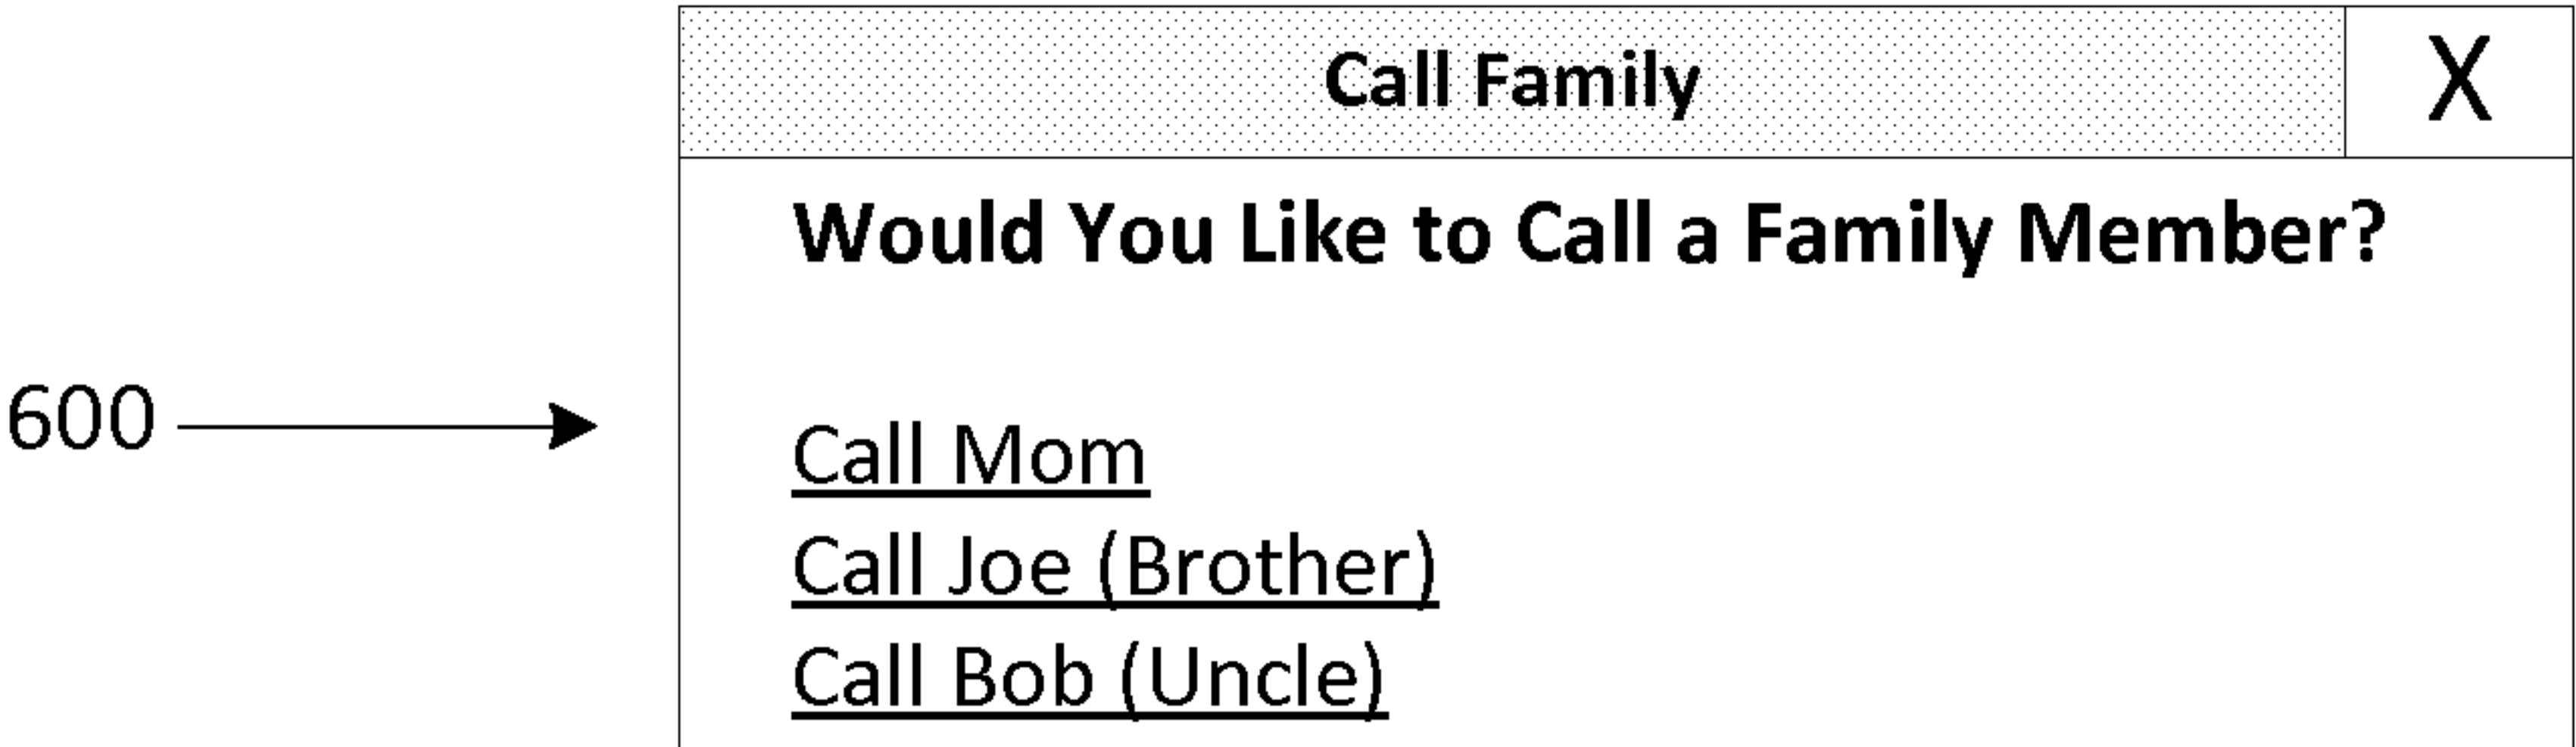 Call Family X
Would You Like to Call a Family Member?
600
Call Mom
Call Joe (Brother)
Call Bob (Uncle)